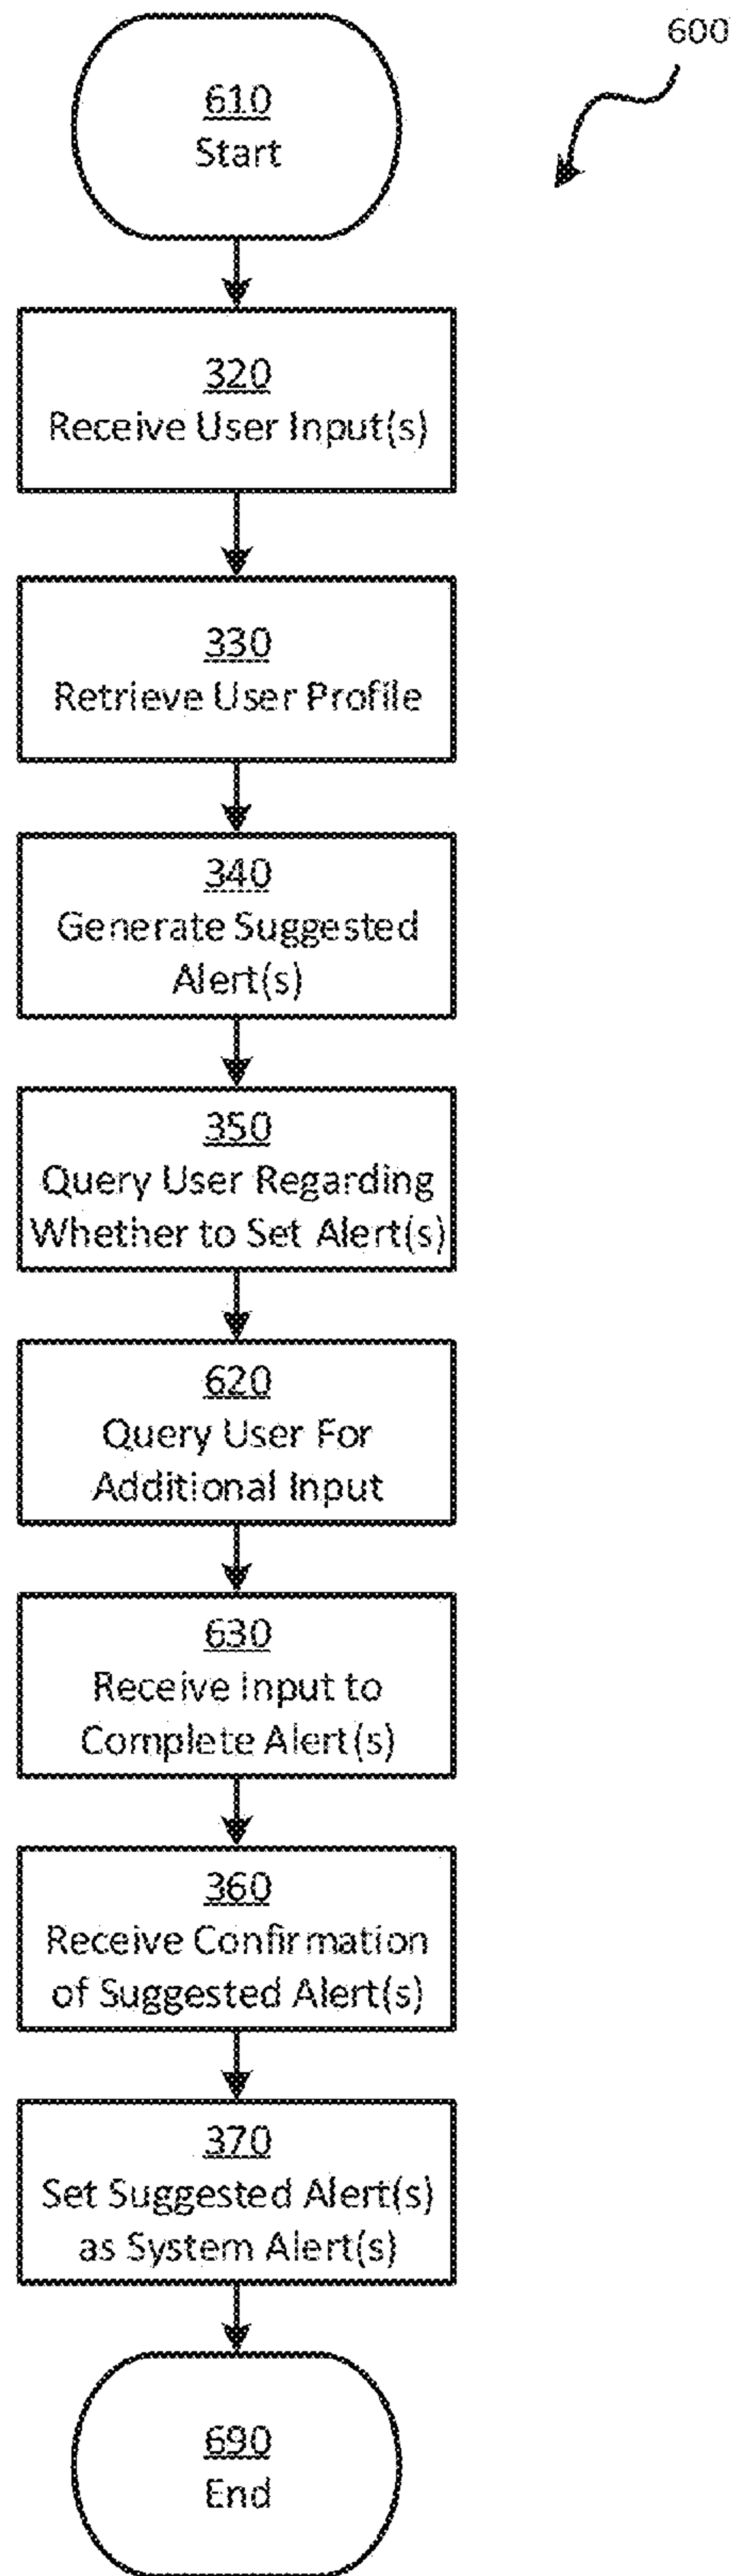 600
610
Start
320
Receive User Input(s)
330
Retrieve User Profile
340
Generate Suggested
Alert(s)
350
Query User Regarding
Whether to Set Alert(s)
620
Query User For
Additional Input
630
Receive Input to
Complete Alert(s)
360
Receive Confirmation
of Suggested Alert(s)
370
Set Suggested Alert(s)
as System Alert(s)
690
End